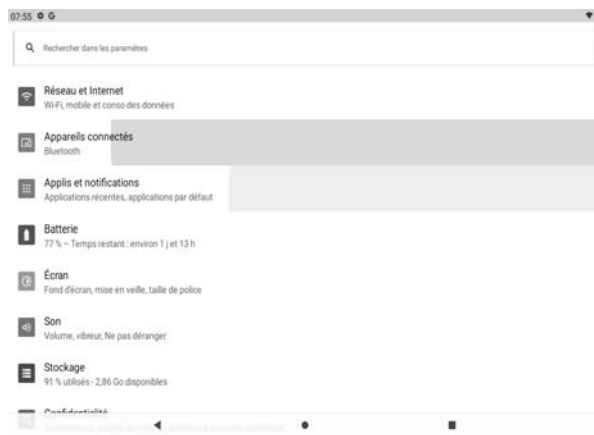 07:55 G
Rechercher dans les paramètres
Réseau et Internet
Wi-Fi, mobile et conso des données
Appareils connectés
Bluetooth
Applis et notifications
Applications récentes, applications par défaut
Batterie
77 % – Temps restant : environ 1 j et 13 h
Écran
Fond d'écran, mise en veille, taille de police
Son
Volume, vibreur, Ne pas déranger
Stockage
91 % utilisés - 2,86 Go disponibles
Confidentialité